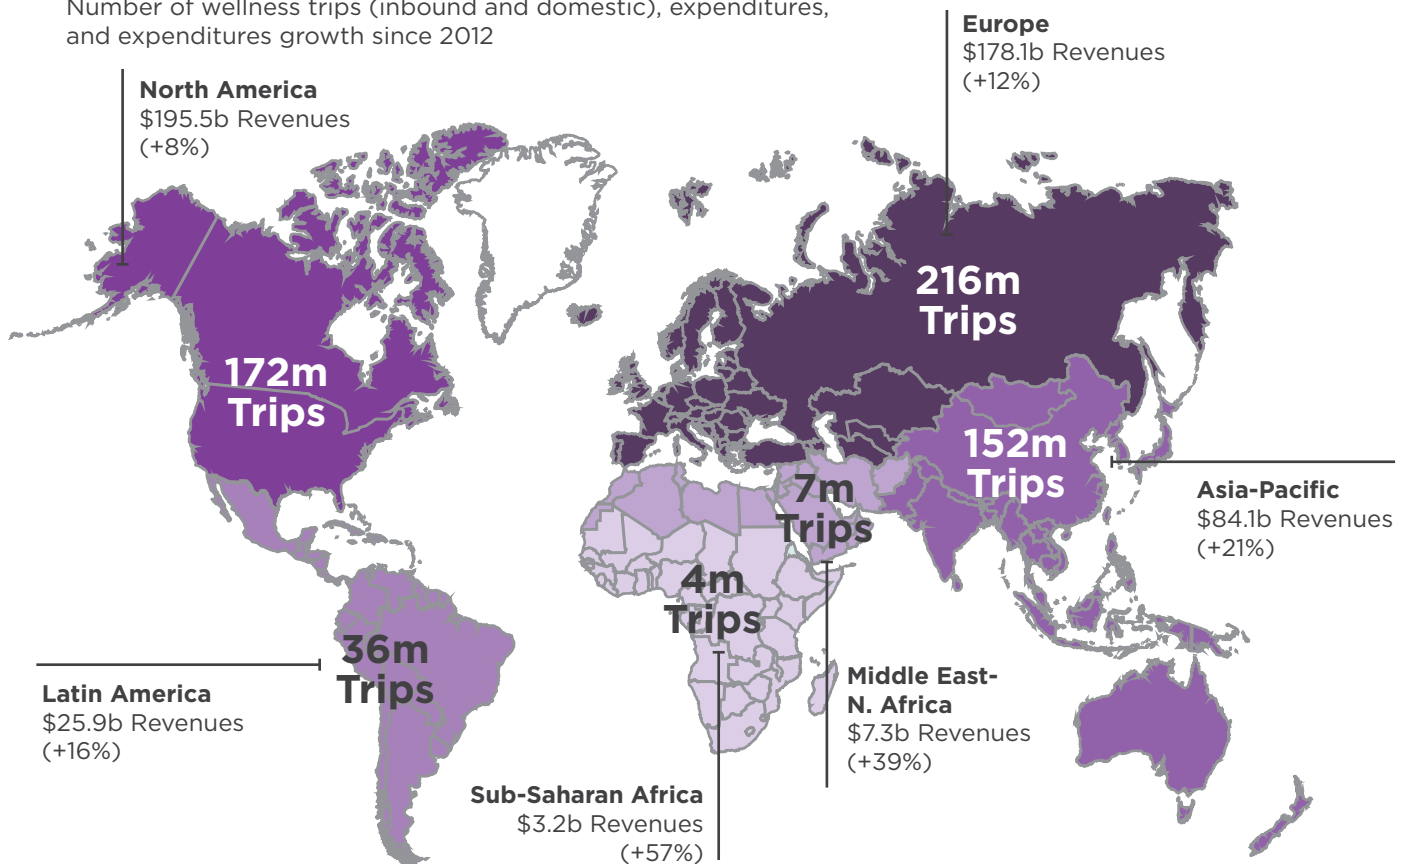 Number of wellness trips (inbound and domestic), expenditures,
and expenditures growth since 2012
North America
$195.5b Revenues
(+8%)
Europe
$178.1b Revenues
(+12%)
216m
Trips
172m
Trips
152m
Trips
7m
Trips
Asia-Pacific
$84.1b Revenues
(+21%)
4m
Trips
36m
Trips
Latin America
$25.9b Revenues
(+16%)
Middle East-
N. Africa
$7.3b Revenues
(+39%)
Sub-Saharan Africa
$3.2b Revenues
(+57%)